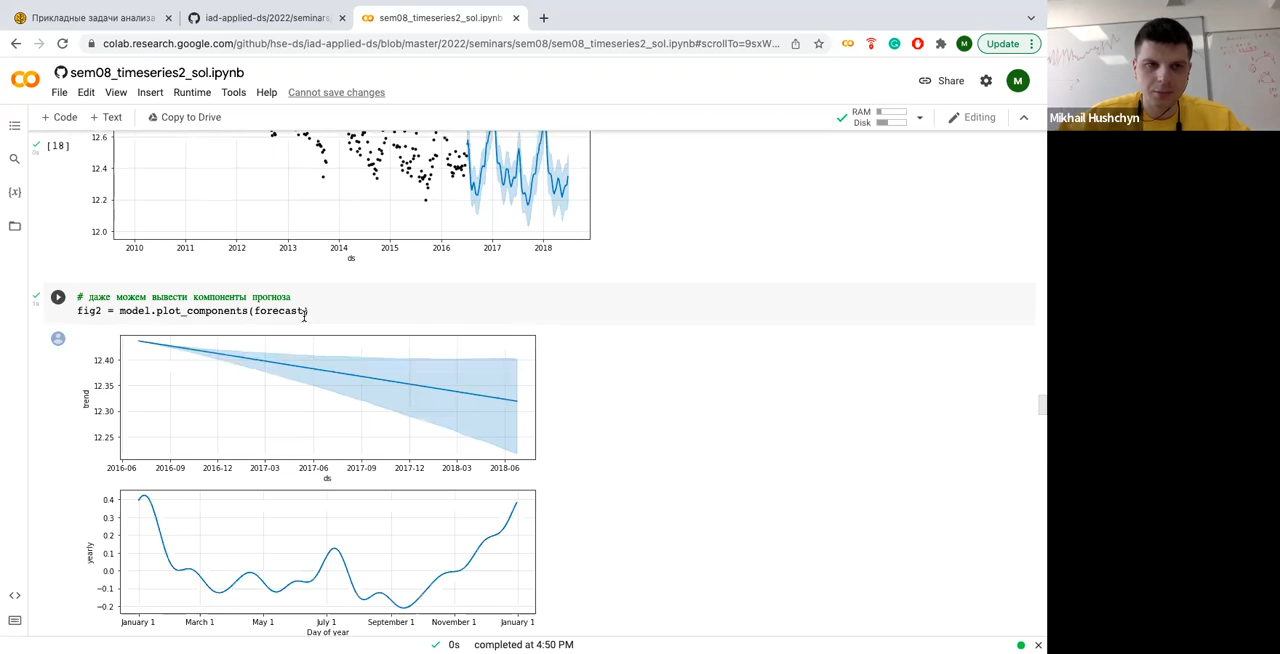 Прикладные задачи анализа
iad-applied-ds/2022/seminars
sem08_timeseries2_sol.ipynb
colab.research.google.com/github/hse-ds/iad-applied-ds/blob/master/2022/seminars/sem08/sem08_timeseries2_sol.ipynb#scrollTo=9sxW...
M
Update
sem08_timeseries2_sol.ipynb
File Edit View Insert Runtime Tools Help Cannot save changes
Share
M
+ Code + Text Copy to Drive
RAM
Disk
Editing
Mikhail Hushchyn
[18]
0s
12.6
12.4
12.2
12.0
2010 2011 2012 2013 2014 2015 2016 2017 2018
ds
1s
# даже можем вывести компоненты прогноза
fig2 = model.plot_components(forecast)
12.40
12.35
12.30
12.25
trend
2016-06 2016-09 2016-12 2017-03 2017-06 2017-09 2017-12 2018-03 2018-06
ds
0.4
0.3
0.2
0.1
0.0
−0.1
−0.2
yearly
January 1 March 1 May 1 July 1 September 1 November 1 January 1
Day of year
0s completed at 4:50 PM